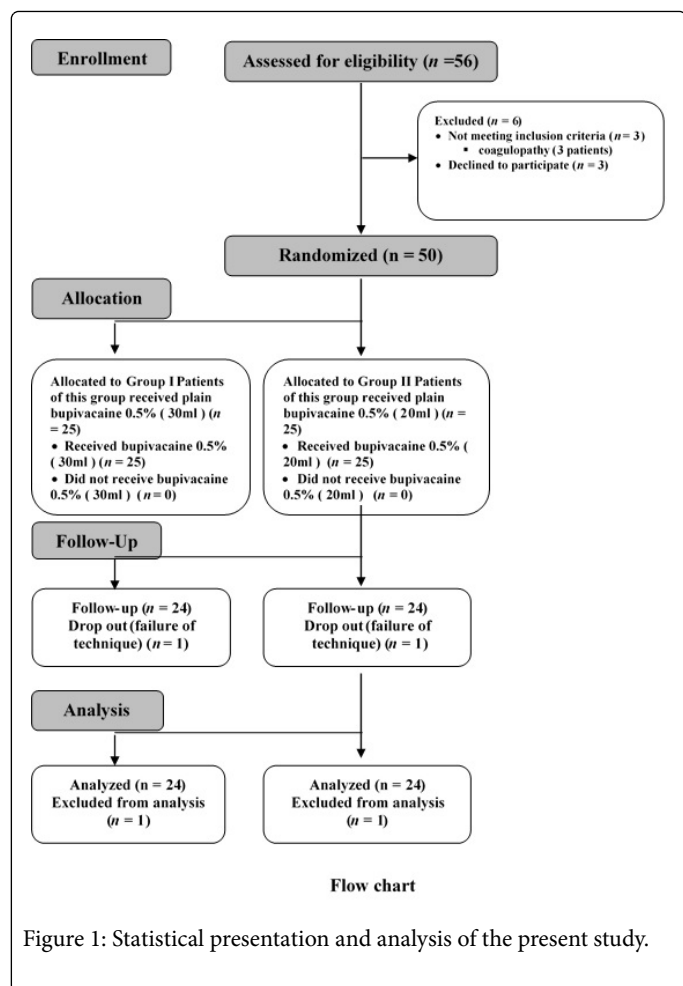 Enrollment
Assessed for eligibility (n =56)
Excluded (n = 6)
• Not meeting inclusion criteria (n = 3)
▪ coagulopathy (3 patients)
• Declined to participate (n = 3)
Randomized (n = 50)
Allocation
Allocated to Group I Patients
of this group received plain
bupivacaine 0.5% ( 30ml ) (n
= 25)
• Received bupivacaine 0.5%
( 30ml ) (n = 25)
• Did not receive bupivacaine
0.5% ( 30ml ) (n = 0)
Allocated to Group II Patients
of this group received plain
bupivacaine 0.5% ( 20ml ) (n =
25)
• Received bupivacaine 0.5% (
20ml ) (n = 25)
• Did not receive bupivacaine
0.5% ( 20ml ) (n = 0)
Follow-Up
Follow-up (n = 24)
Drop out (failure of
technique) (n = 1)
Follow-up (n = 24)
Drop out (failure of
technique) (n = 1)
Analysis
Analyzed (n = 24)
Excluded from analysis
(n = 1)
Analyzed (n = 24)
Excluded from analysis
(n = 1)
Flow chart
Figure 1: Statistical presentation and analysis of the present study.